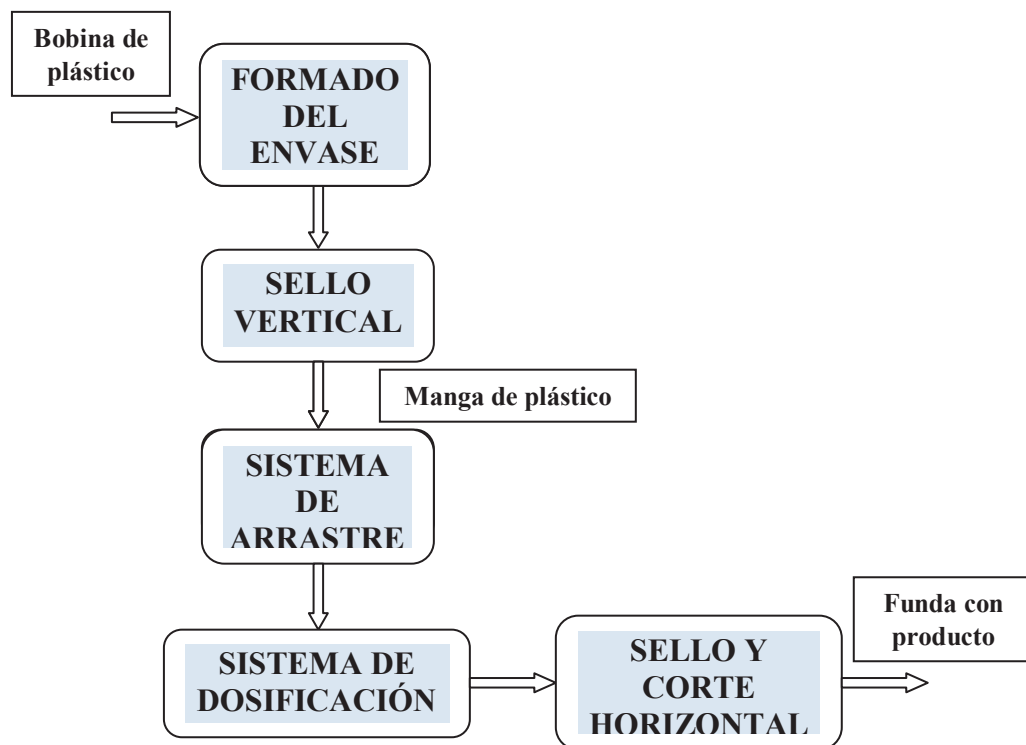 Bobina de
plástico
FORMADO
DEL
ENVASE
SELLO
VERTICAL
Manga de plástico
SISTEMA
DE
ARRASTRE
SISTEMA DE
DOSIFICACIÓN
SELLO Y
CORTE
HORIZONTAL
Funda con
producto